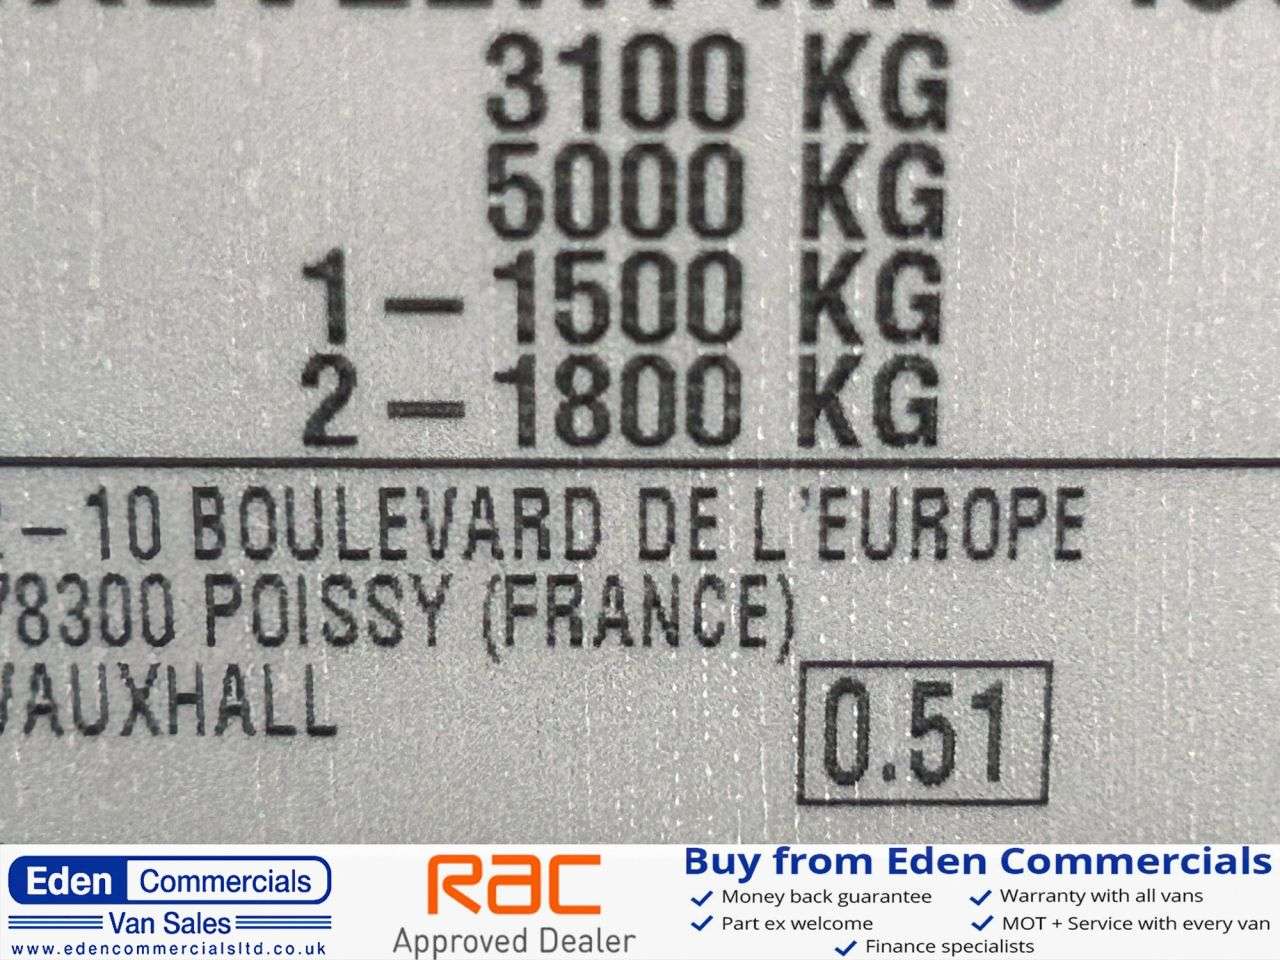 3100 KG
5000 KG
1 – 1500 KG
2 – 1800 KG
– 10 BOULEVARD DE L'EUROPE
78300 POISSY (FRANCE)
VAUXHALL
0.51
Eden Commercials
Van Sales
www.edencommercialsltd.co.uk
RAC
Approved Dealer
Buy from Eden Commercials
Money back guarantee
Warranty with all vans
Part ex welcome
MOT + Service with every van
Finance specialists